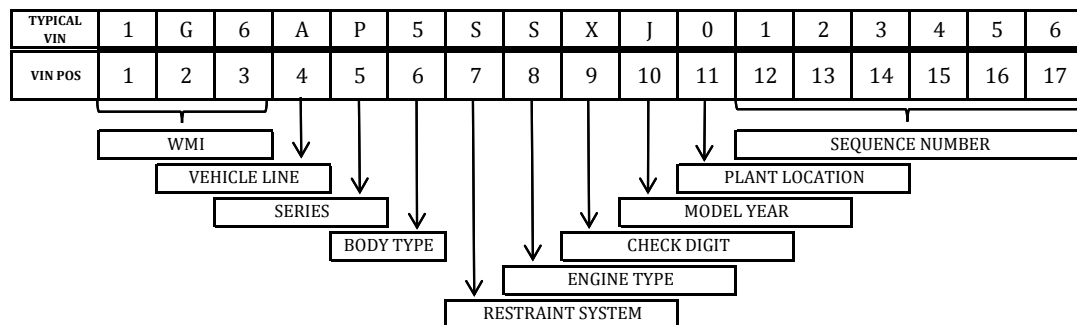 TYPICAL VIN 1 G 6 A P 5 S S X J 0 1 2 3 4 5 6
VIN POS 1 2 3 4 5 6 7 8 9 10 11 12 13 14 15 16 17
WMI SEQUENCE NUMBER
VEHICLE LINE PLANT LOCATION
SERIES MODEL YEAR
BODY TYPE CHECK DIGIT
ENGINE TYPE
RESTRAINT SYSTEM